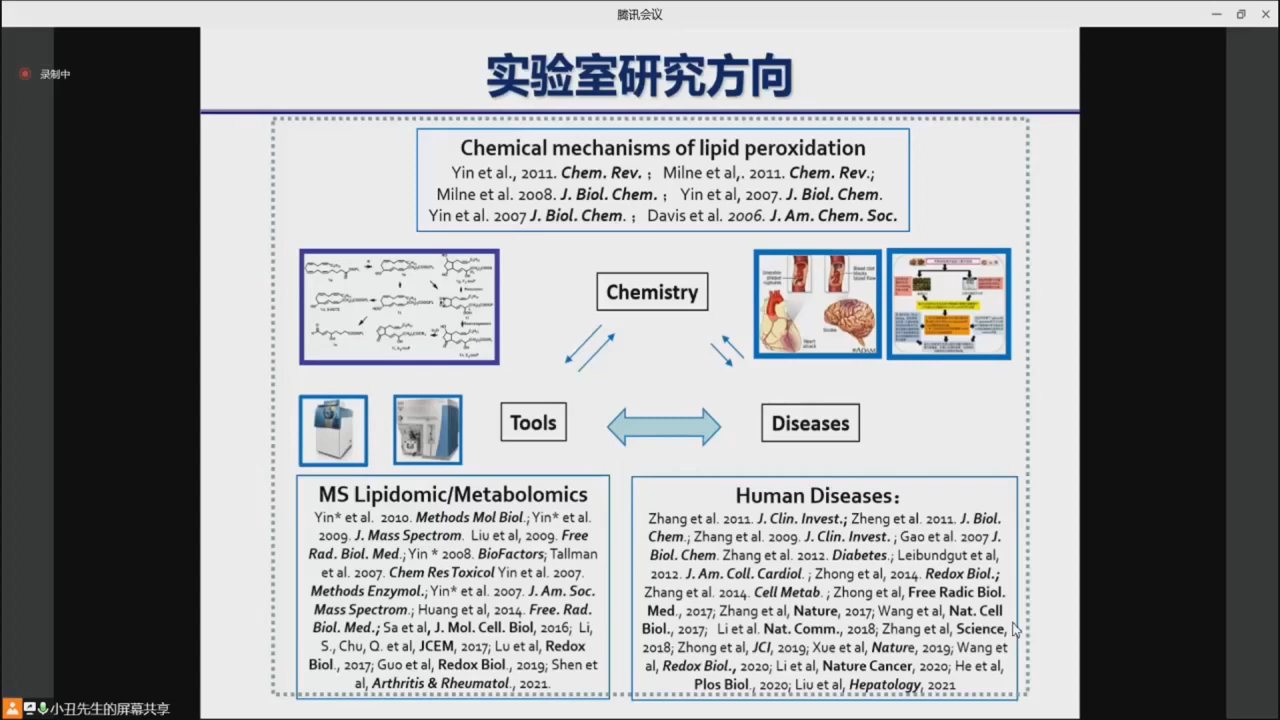 腾讯会议
录制中
实验室研究方向
Chemical mechanisms of lipid peroxidation
Yin et al., 2011. Chem. Rev. ; Milne et al,. 2011. Chem. Rev.;
Milne et al. 2008. J. Biol. Chem. ; Yin et al, 2007. J. Biol. Chem.
Yin et al. 2007 J. Biol. Chem. ; Davis et al. 2006. J. Am. Chem. Soc.
Chemistry
Stroke
Heart
attack
Tools
Diseases
MS Lipidomic/Metabolomics
Yin* et al. 2010. Methods Mol Biol.; Yin* et al.
2009. J. Mass Spectrom. Liu et al, 2009. Free
Rad. Biol. Med.; Yin * 2008. BioFactors; Tallman
et al. 2007. Chem Res Toxicol Yin et al. 2007.
Methods Enzymol.; Yin* et al. 2007. J. Am. Soc.
Mass Spectrom.; Huang et al, 2014. Free. Rad.
Biol. Med.; Sa et al, J. Mol. Cell. Biol, 2016; Li,
S., Chu, Q. et al, JCEM, 2017; Lu et al, Redox
Biol., 2017; Guo et al, Redox Biol., 2019; Shen et
al, Arthritis & Rheumatol., 2021.
Human Diseases:
Zhang et al. 2011. J. Clin. Invest.; Zheng et al. 2011. J. Biol.
Chem.; Zhang et al. 2009. J. Clin. Invest. ; Gao et al. 2007 J.
Biol. Chem. Zhang et al. 2012. Diabetes.; Leibundgut et al,
2012. J. Am. Coll. Cardiol. ; Zhong et al, 2014. Redox Biol.;
Zhang et al. 2014. Cell Metab. ; Zhong et al, Free Radic Biol.
Med., 2017; Zhang et al, Nature, 2017; Wang et al, Nat. Cell
Biol., 2017; Li et al. Nat. Comm., 2018; Zhang et al, Science,
2018; Zhong et al, JCI, 2019; Xue et al, Nature, 2019; Wang et
al, Redox Biol., 2020; Li et al, Nature Cancer, 2020; He et al,
Plos Biol., 2020; Liu et al, Hepatology, 2021
小丑先生的屏幕共享